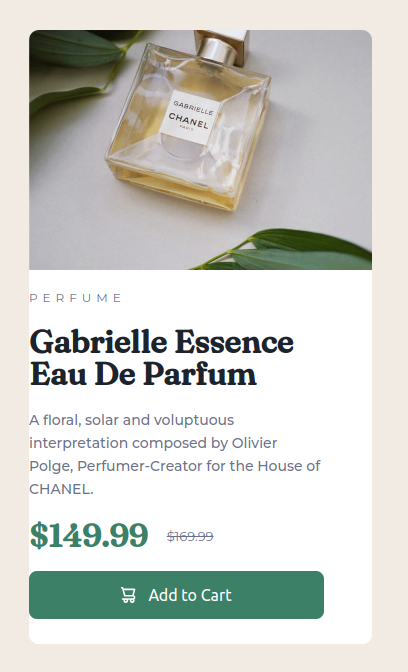 GABRIELLE
CHANEL
PARIS
PERFUME
Gabrielle Essence
Eau De Parfum
A floral, solar and voluptuous
interpretation composed by Olivier
Polge, Perfumer-Creator for the House of
CHANEL.
$149.99 $169.99
Add to Cart